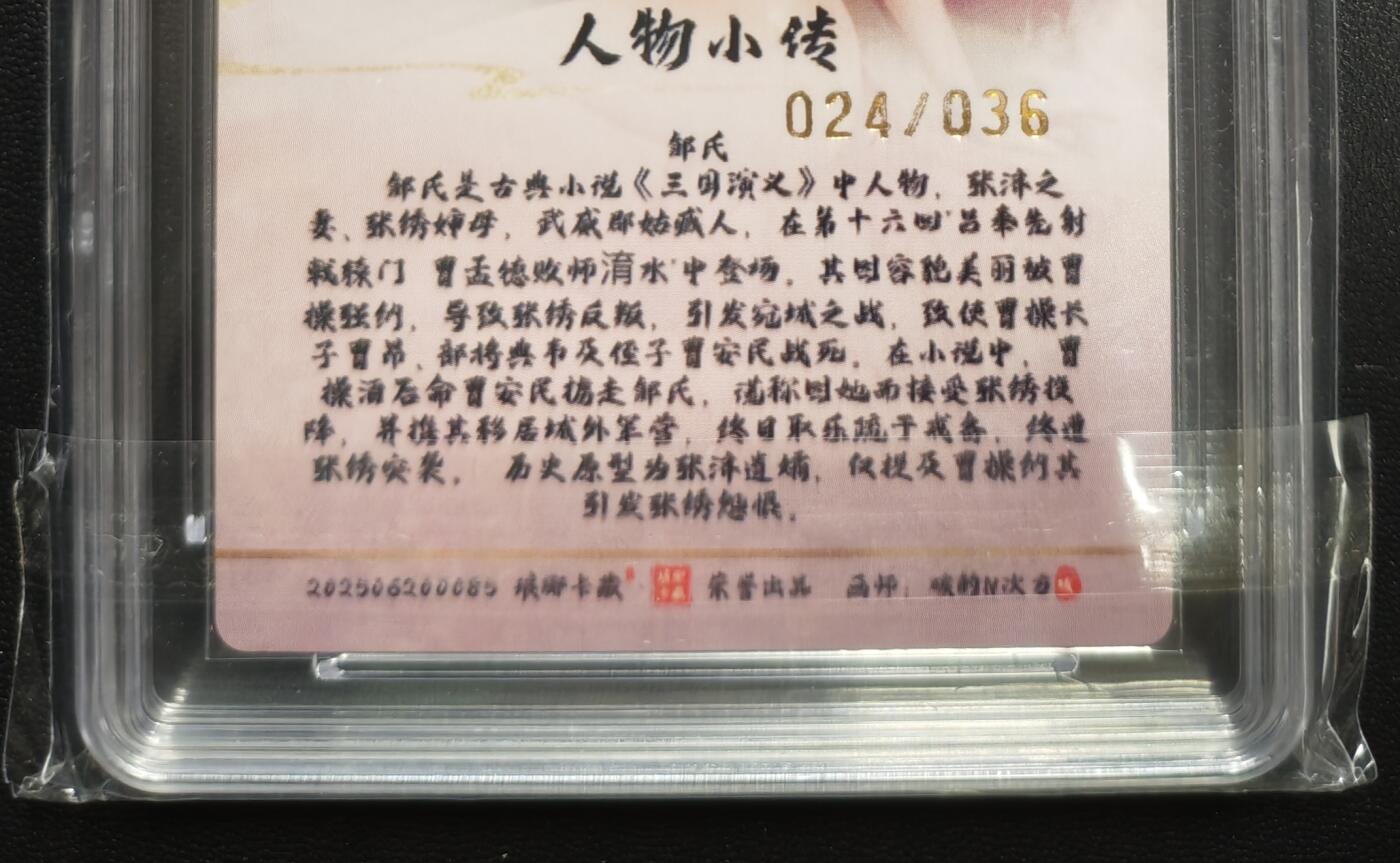 人物小传
024/036
邹氏
邹氏是古典小说《三国演义》中人物，张济之
妻、张绣婶母，武威郡姑臧人，在第十六回"吕奉先射
戟辕门 曹孟德败师淯水"中登场，其因容貌美丽被曹
操强纳，导致张绣反叛，引发宛城之战，致使曹操长
子曹昂、部将典韦及侄子曹安民战死。在小说中，曹
操酒后命曹安民掳走邹氏，谎称因她而接受张绣投
降，并携其移居城外军营，终日取乐疏于戒备，终遭
张绣突袭。 历史原型为张济遗孀，仅提及曹操纳其
引发张绣怨恨。
202506200085 琅琊卡藏 荣誉出品 画师：破的N次方